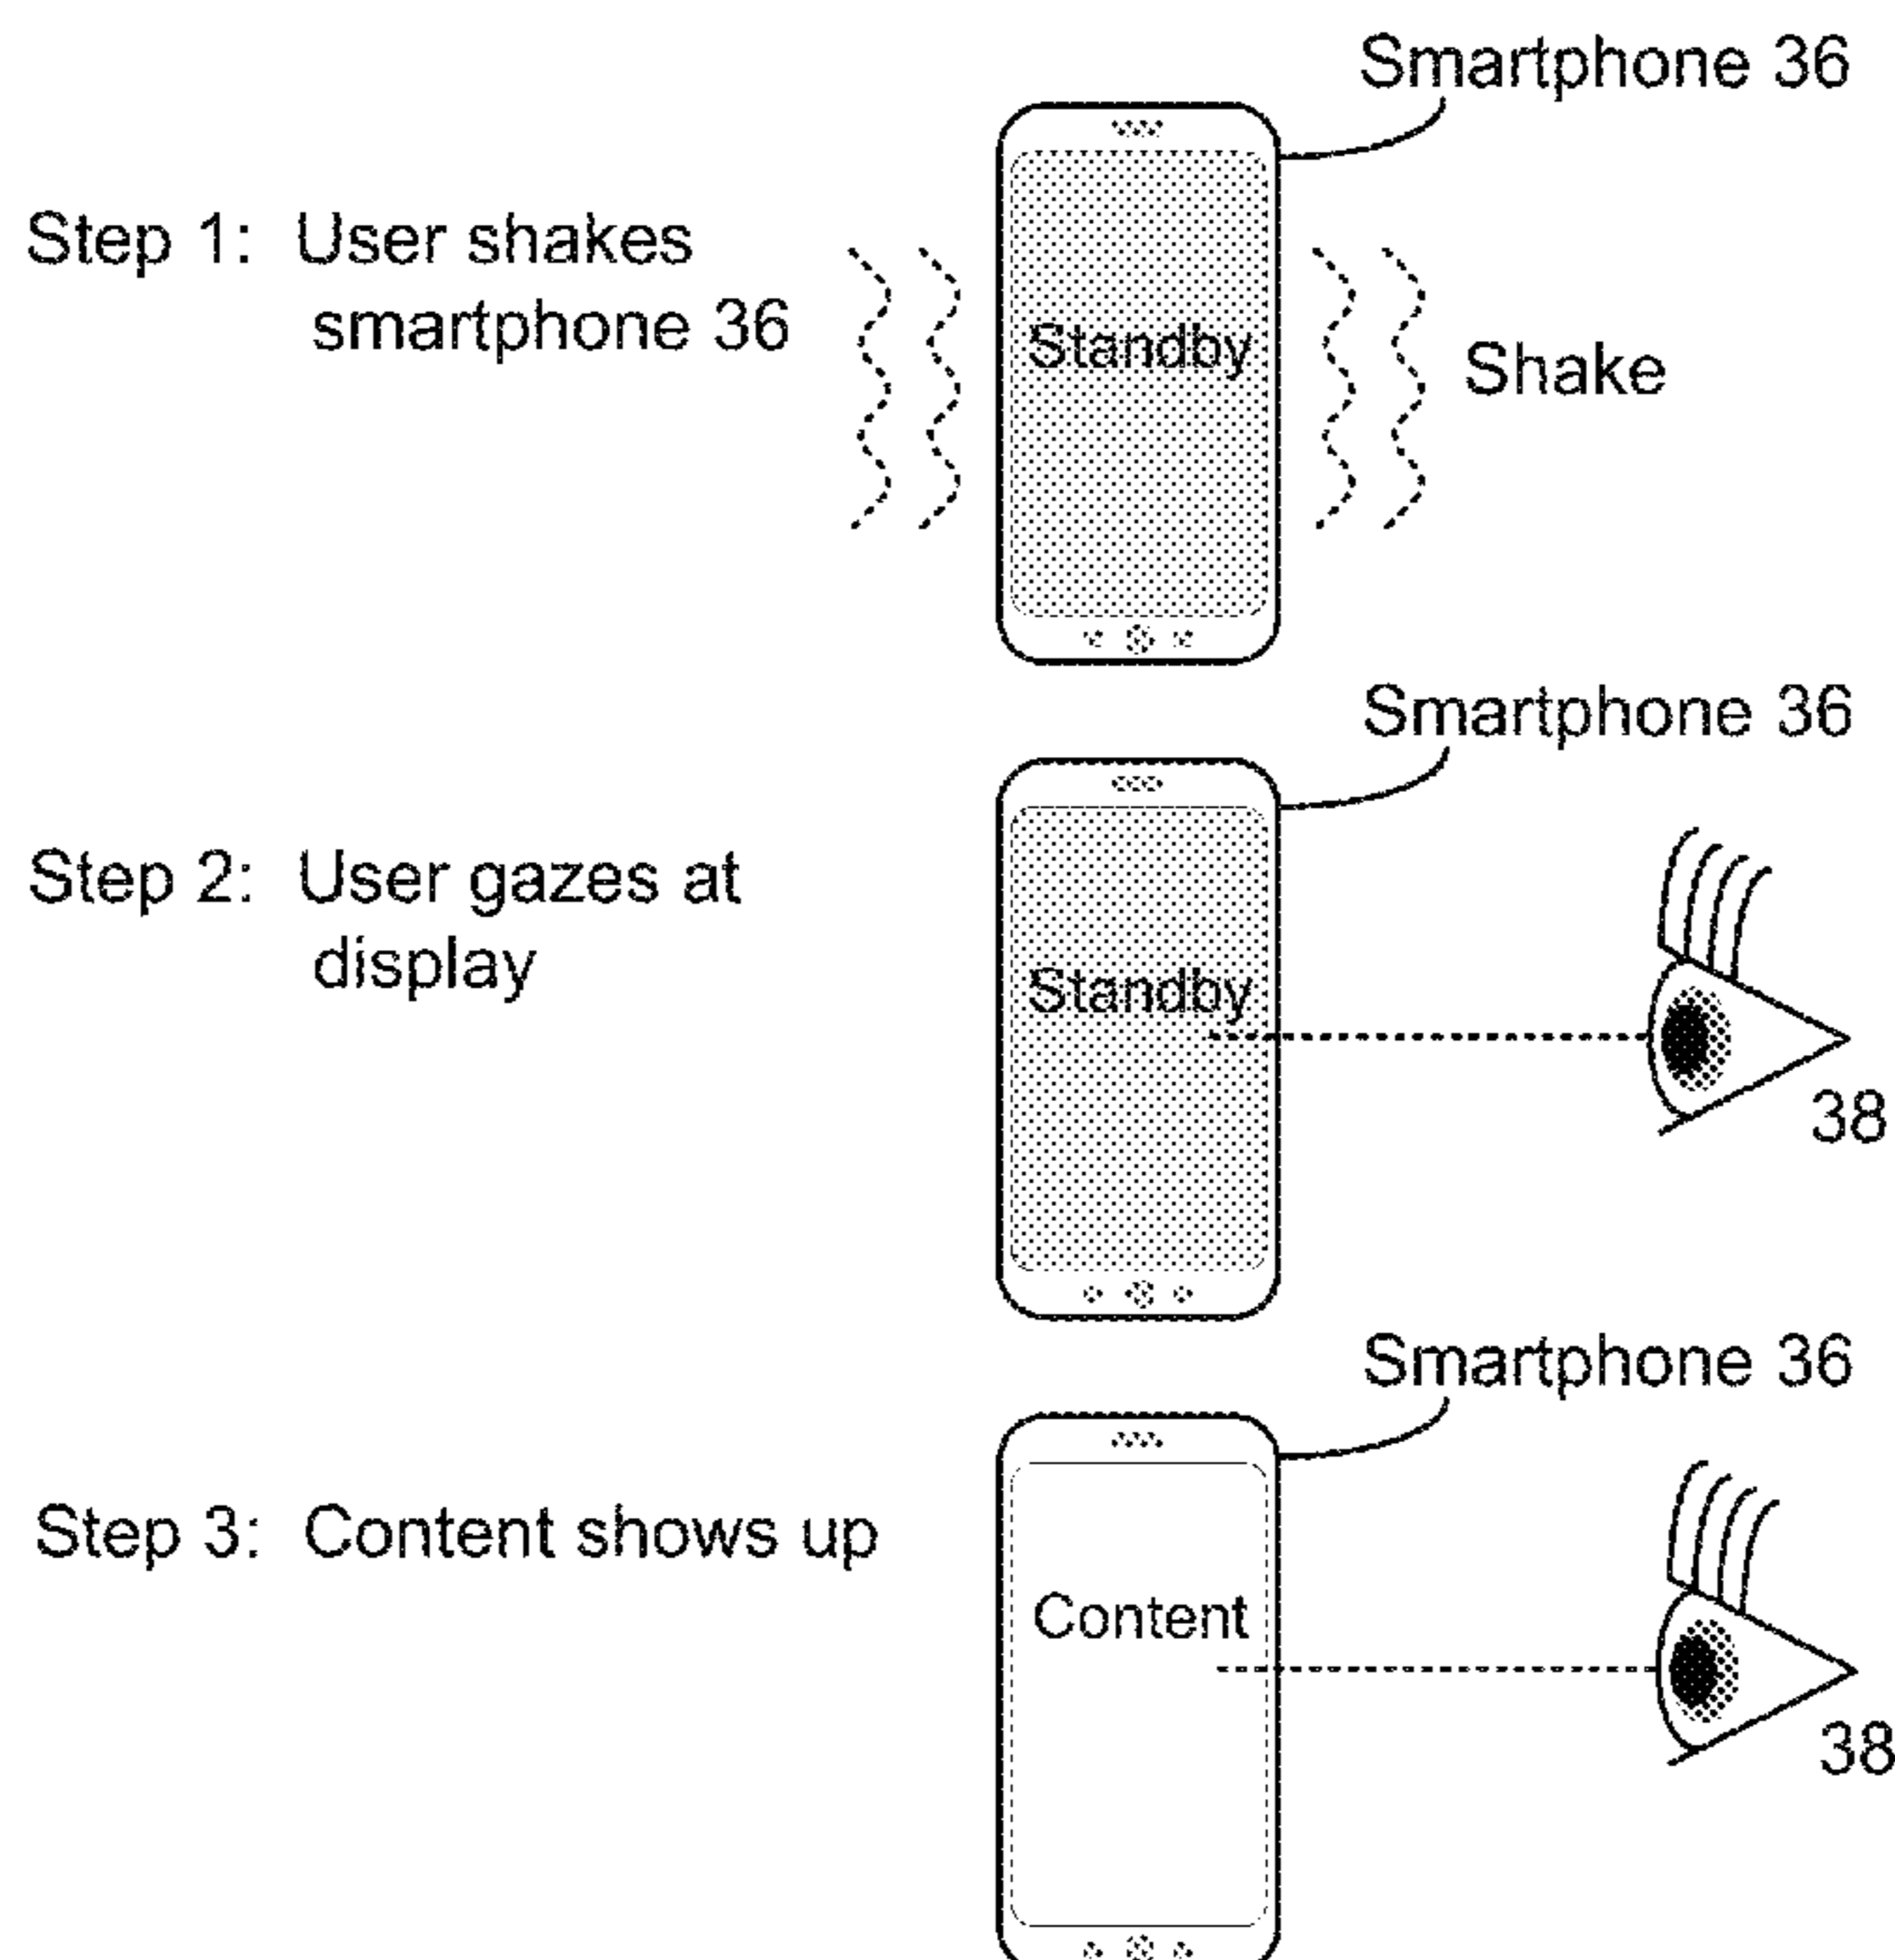 Smartphone 36
Step 1: User shakes
smartphone 36
Standby
Shake
Smartphone 36
Step 2: User gazes at
display
Standby
38
Smartphone 36
Step 3: Content shows up
Content
38